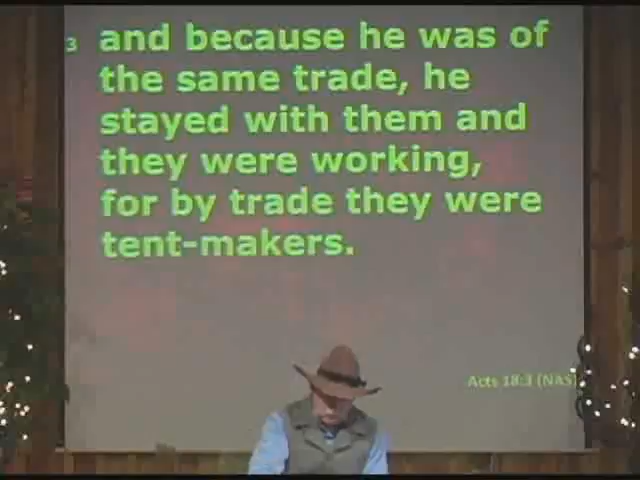 3 and because he was of
the same trade, he
stayed with them and
they were working,
for by trade they were
tent-makers.
Acts 18:3 (NAS)